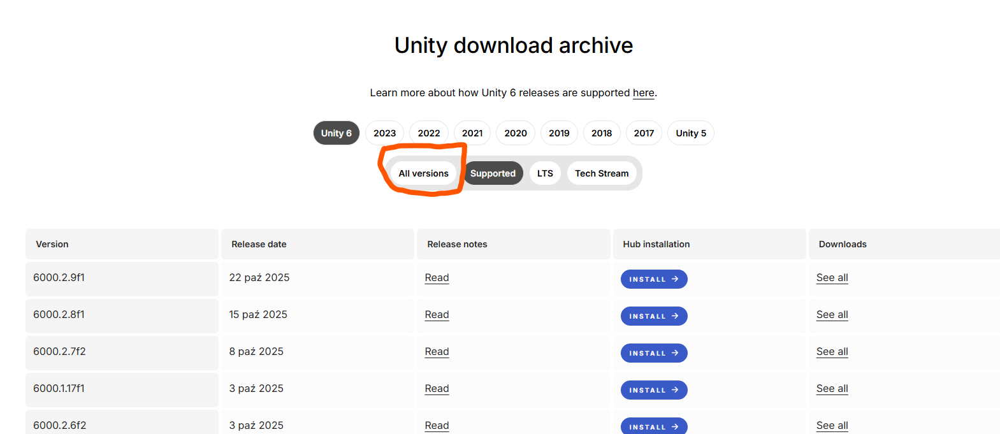 Unity download archive
Learn more about how Unity 6 releases are supported here.
Unity 6 2023 2022 2021 2020 2019 2018 2017 Unity 5
All versions Supported LTS Tech Stream
Version Release date Release notes Hub installation Downloads
6000.2.9f1 22 paź 2025 Read INSTALL → See all
6000.2.8f1 15 paź 2025 Read INSTALL → See all
6000.2.7f2 8 paź 2025 Read INSTALL → See all
6000.1.17f1 3 paź 2025 Read INSTALL → See all
6000.2.6f2 3 paź 2025 Read INSTALL → See all